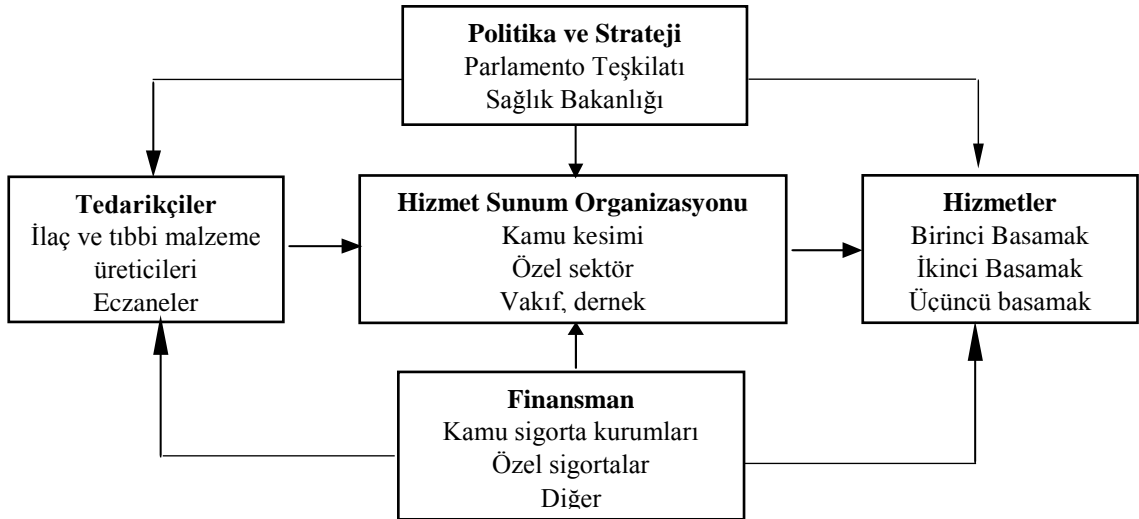 Politika ve Strateji
Parlamento Teşkilatı
Sağlık Bakanlığı
Tedarikçiler
İlaç ve tıbbi malzeme
üreticileri
Eczaneler
Hizmet Sunum Organizasyonu
Kamu kesimi
Özel sektör
Vakıf, dernek
Hizmetler
Birinci Basamak
İkinci Basamak
Üçüncü basamak
Finansman
Kamu sigorta kurumları
Özel sigortalar
Diğer